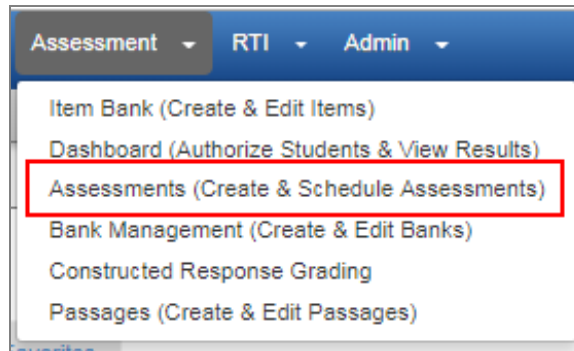 Assessment RTI Admin
Item Bank (Create & Edit Items)
Dashboard (Authorize Students & View Results)
Assessments (Create & Schedule Assessments)
Bank Management (Create & Edit Banks)
Constructed Response Grading
Passages (Create & Edit Passages)